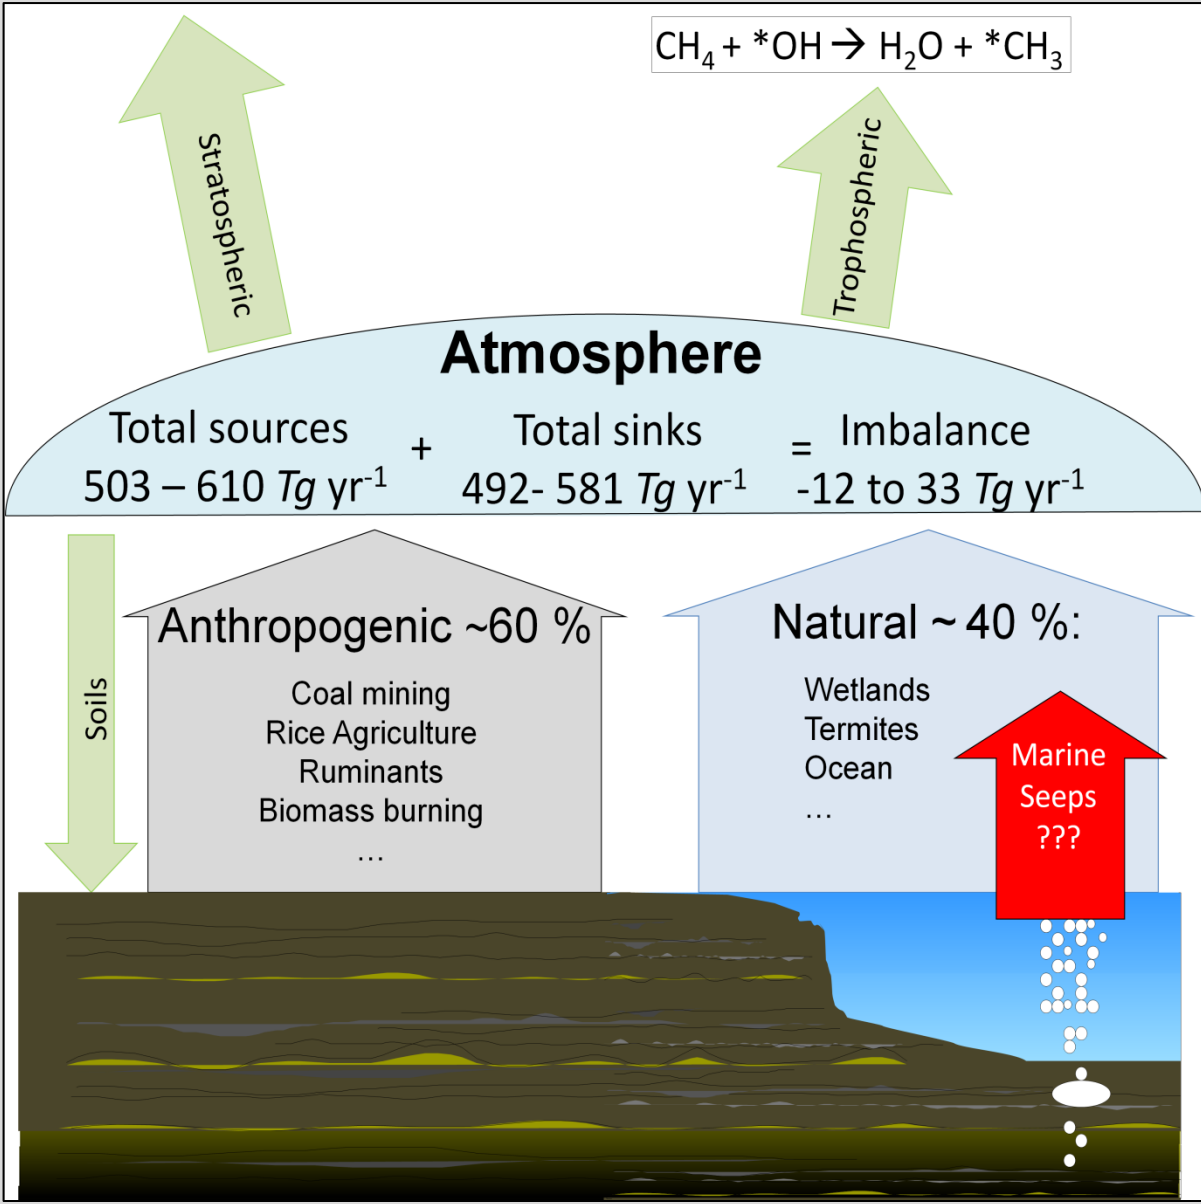 CH₄ + *OH → H₂O + *CH₃
Stratospheric
Trophospheric
Atmosphere
Total sources + Total sinks = Imbalance
503 – 610 Tg yr⁻¹ 492- 581 Tg yr⁻¹ -12 to 33 Tg yr⁻¹
Soils
Anthropogenic ~60 %
Coal mining
Rice Agriculture
Ruminants
Biomass burning
...
Natural ~ 40 %:
Wetlands
Termites
Ocean
...
Marine
Seeps
???